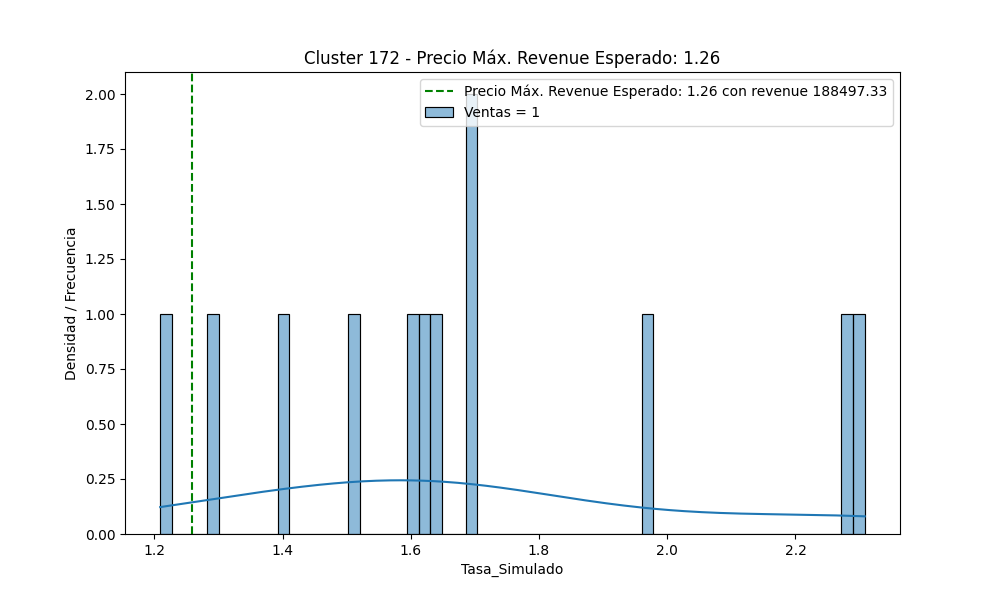 Cluster 172 - Precio Máx. Revenue Esperado: 1.26
Precio Máx. Revenue Esperado: 1.26 con revenue 188497.33
Ventas = 1
Densidad / Frecuencia
2.00
1.75
1.50
1.25
1.00
0.75
0.50
0.25
0.00
1.2 1.4 1.6 1.8 2.0 2.2
Tasa_Simulado